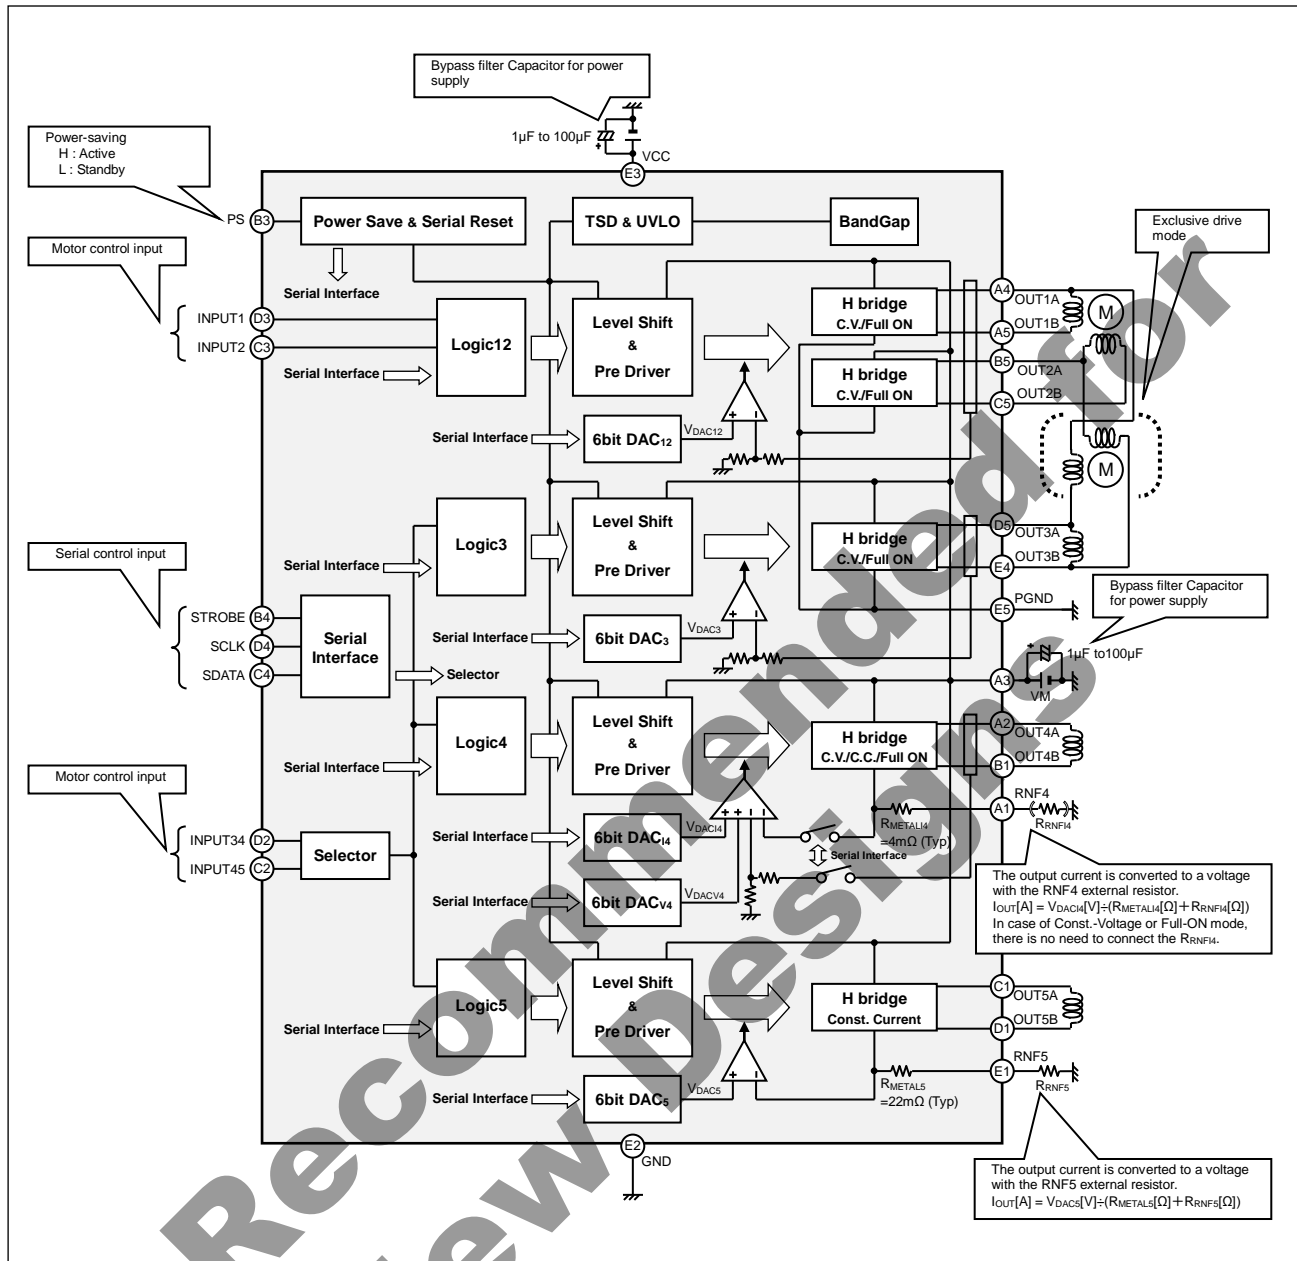 Bypass filter Capacitor for power
supply
1µF to 100µF
+
VCC
E3
Power-saving
H : Active
L : Standby
PS
B3
Power Save & Serial Reset
TSD & UVLO
BandGap
Exclusive drive
mode
Motor control input
Serial Interface
INPUT1
D3
INPUT2
C3
Logic12
Level Shift
&
Pre Driver
H bridge
C.V./Full ON
A4
OUT1A
OUT1B
A5
M
Serial Interface
H bridge
C.V./Full ON
B5
OUT2A
OUT2B
C5
Serial Interface
6bit DAC12
VDAC12
+
−
M
Logic3
Serial Interface
Level Shift
&
Pre Driver
H bridge
C.V./Full ON
D5
OUT3A
OUT3B
E4
Serial control input
E5
PGND
Bypass filter Capacitor
for power supply
STROBE
B4
SCLK
D4
SDATA
C4
Serial
Interface
Serial Interface
6bit DAC3
VDAC3
+
−
Selector
+
1µF to100µF
A3
VM
Logic4
Serial Interface
Level Shift
&
Pre Driver
H bridge
C.V./C.C./Full ON
A2
OUT4A
OUT4B
B1
Motor control input
INPUT34
D2
INPUT45
C2
Selector
Serial Interface
6bit DACI4
VDACI4
+
+
−
−
RMETALI4
=4mΩ (Typ)
Serial Interface
A1
RNF4
RRNFI4
Serial Interface
6bit DACV4
VDACV4
The output current is converted to a voltage
with the RNF4 external resistor.
IOUT[A] = VDACI4[V]÷(RMETALI4[Ω]+RRNFI4[Ω])
In case of Const.-Voltage or Full-ON mode,
there is no need to connect the RRNFI4.
Logic5
Serial Interface
Level Shift
&
Pre Driver
H bridge
Const. Current
C1
OUT5A
OUT5B
D1
Serial Interface
6bit DAC5
VDAC5
+
−
RMETAL5
=22mΩ (Typ)
E1
RNF5
RRNF5
E2
GND
The output current is converted to a voltage
with the RNF5 external resistor.
IOUT[A] = VDAC5[V]÷(RMETAL5[Ω]+RRNF5[Ω])
Recommended for
Designs